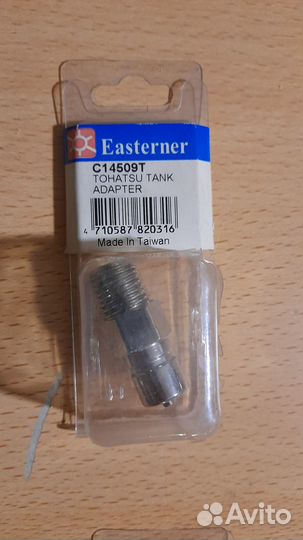 Easterner
C14509T
TOHATSU TANK
ADAPTER
4 710587 820316
Made In Taiwan
Avito